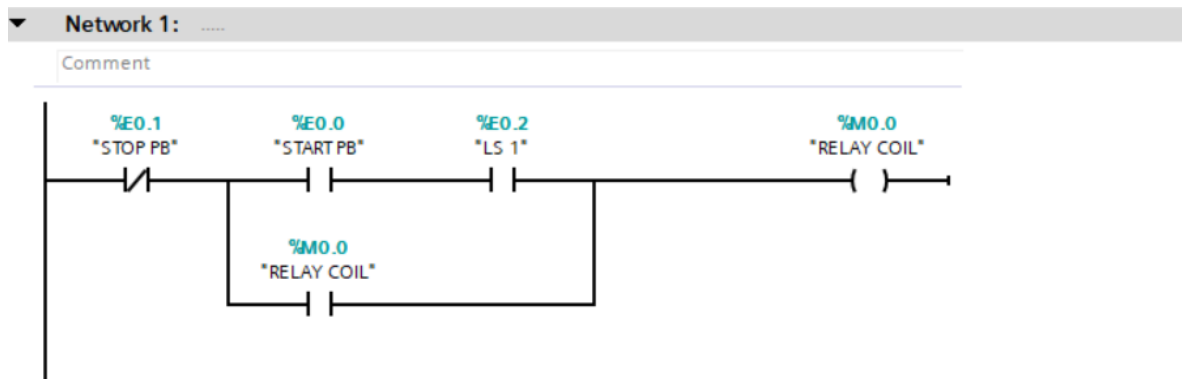 Network 1: .....
Comment
%E0.1 %E0.0 %E0.2 %M0.0
"STOP PB" "START PB" "LS 1" "RELAY COIL"
%M0.0
"RELAY COIL"